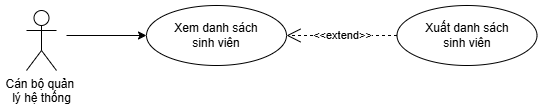 Xem danh sách
sinh viên
<<extend>>
Xuất danh sách
sinh viên
Cán bộ quản
lý hệ thống